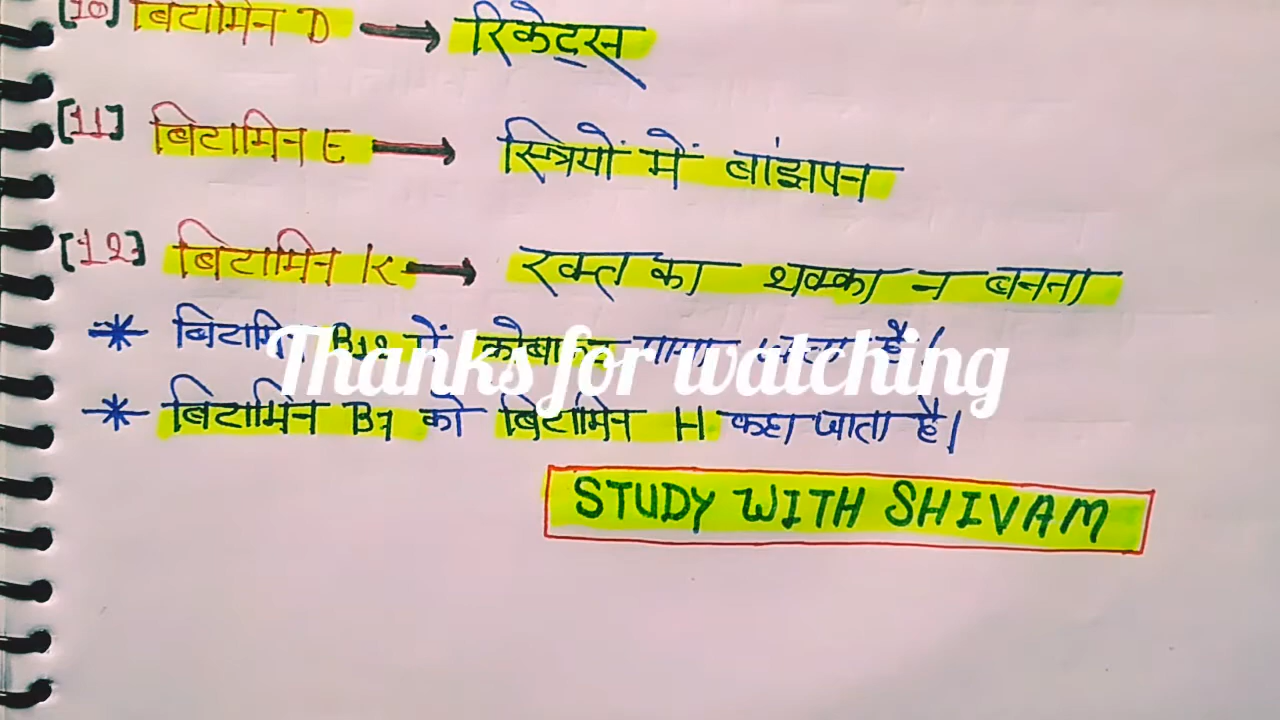 [10] बिटामिन D → रिकेट्स
[11] बिटामिन E → स्त्रियों में बांझपन
[12] बिटामिन K → रक्त का थक्का न बनना
* बिटामिन B12 में कोबाल्ट पाया जाता है।
Thanks for watching
* बिटामिन B7 को बिटामिन H कहा जाता है।
STUDY WITH SHIVAM